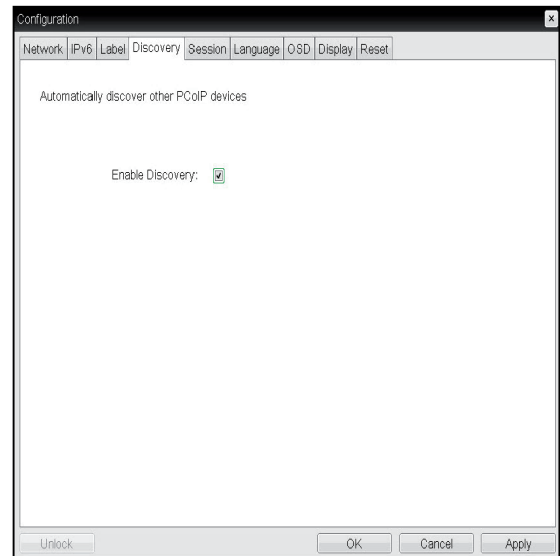 Configuration
Network IPv6 Label Discovery Session Language OSD Display Reset
Automatically discover other PCoIP devices
Enable Discovery:
Unlock OK Cancel Apply